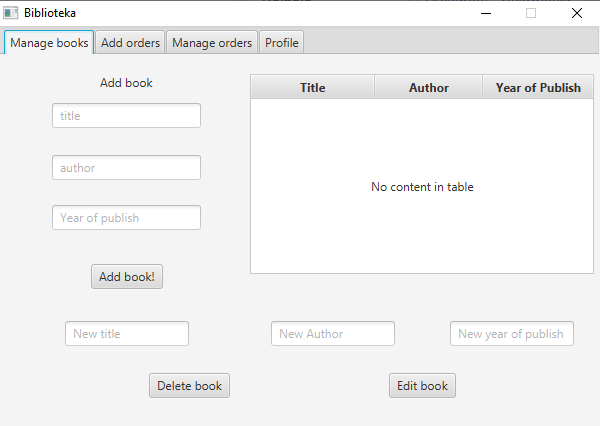 Biblioteka
Manage books Add orders Manage orders Profile
Add book
title
author
Year of publish
Add book!
Title Author Year of Publish
No content in table
New title New Author New year of publish
Delete book Edit book